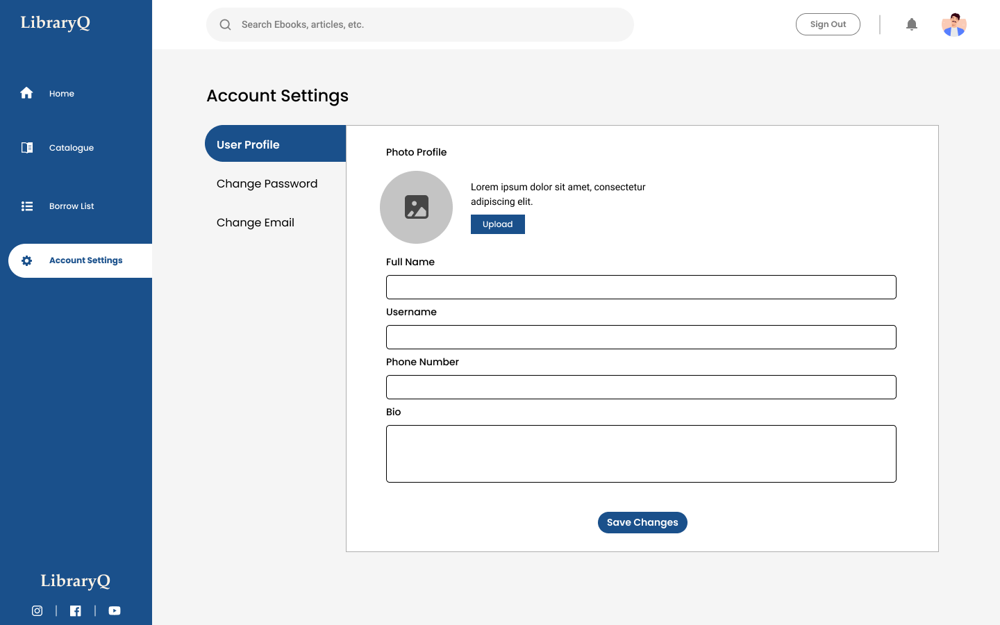 LibraryQ
Search Ebooks, articles, etc.
Sign Out
Home
Catalogue
Borrow List
Account Settings
Account Settings
User Profile
Change Password
Change Email
Photo Profile
Lorem ipsum dolor sit amet, consectetur
adipiscing elit.
Upload
Full Name
Username
Phone Number
Bio
Save Changes
LibraryQ